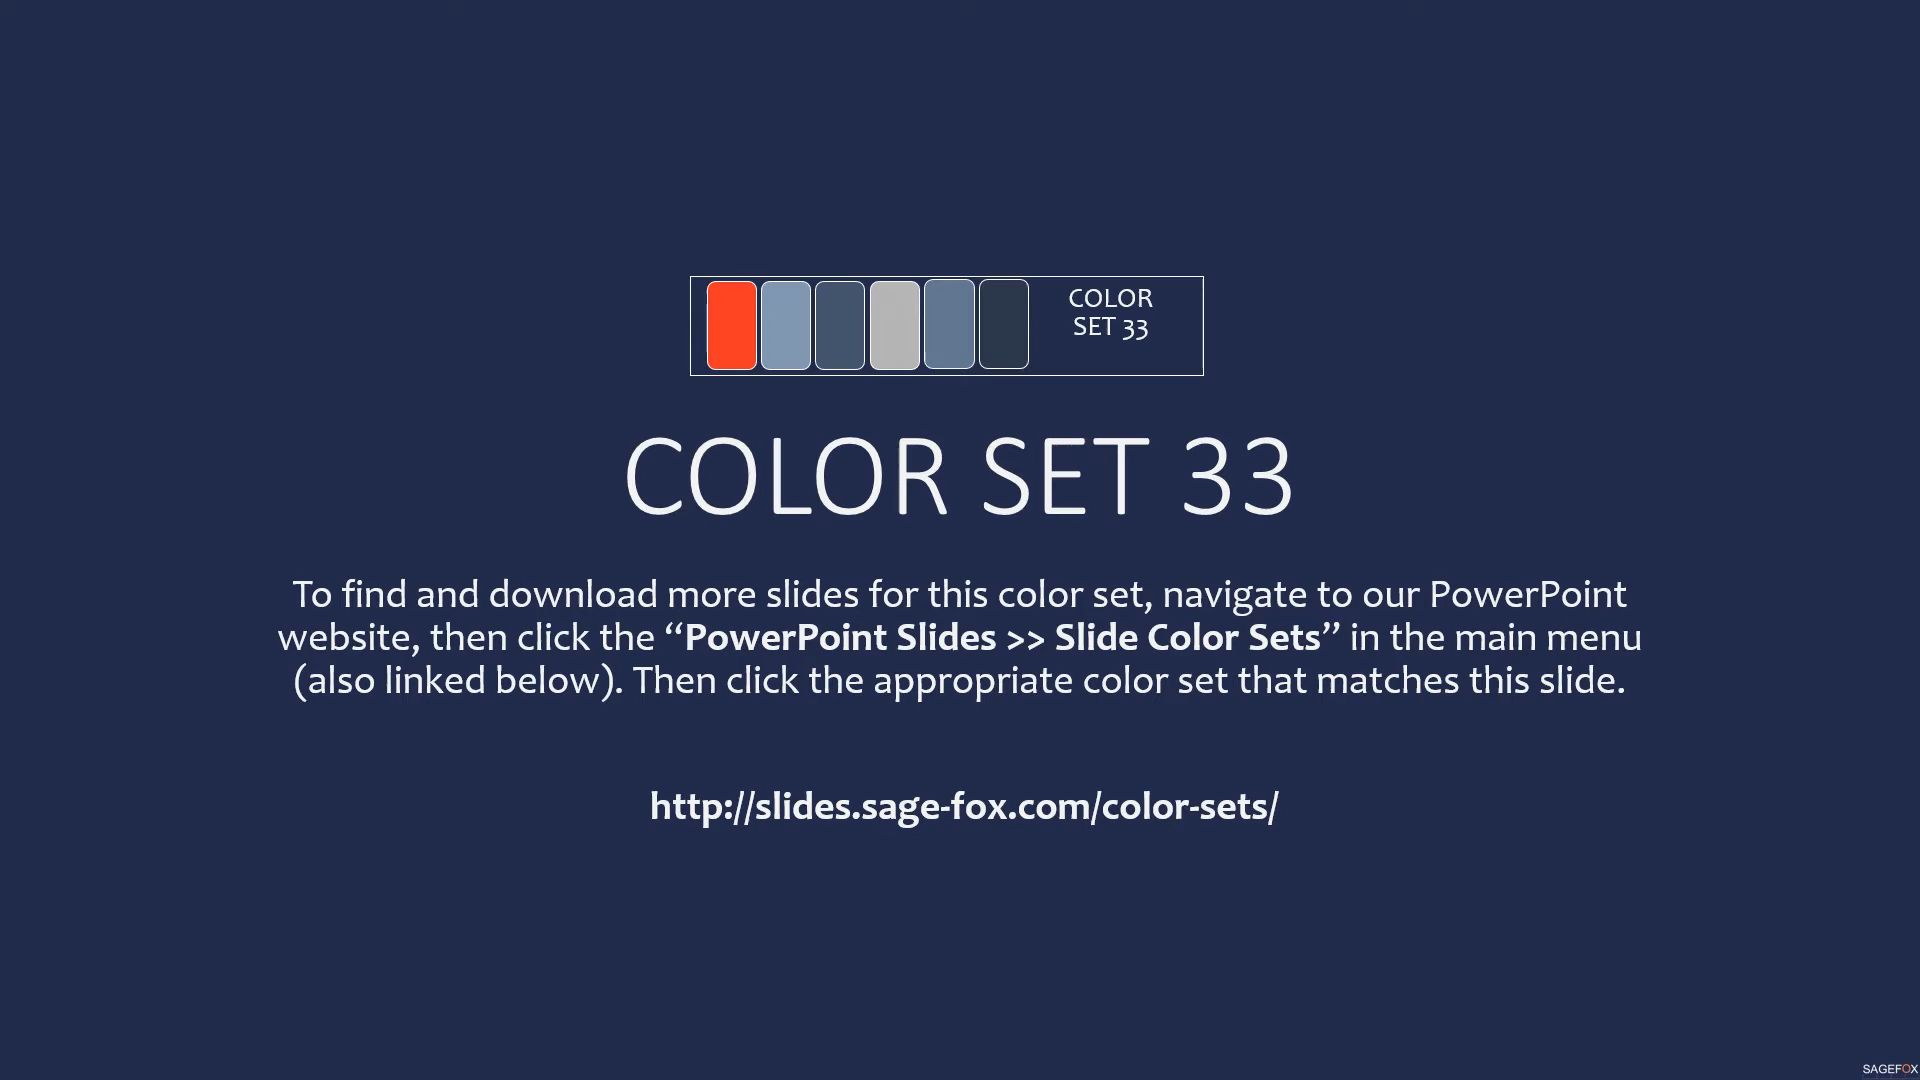 COLOR
SET 33
COLOR SET 33
To find and download more slides for this color set, navigate to our PowerPoint
website, then click the “PowerPoint Slides >> Slide Color Sets” in the main menu
(also linked below). Then click the appropriate color set that matches this slide.
http://slides.sage-fox.com/color-sets/
SAGEFOX